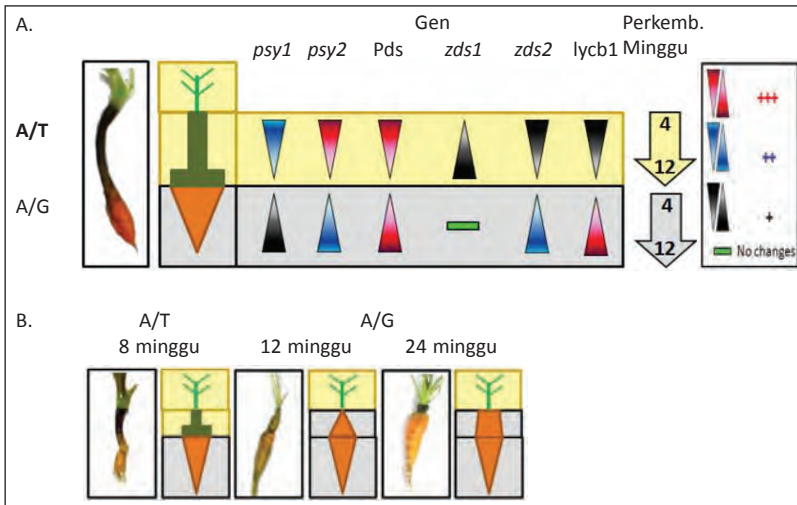 A.
Gen
Perkemb.
Minggu
psy1 psy2 Pds zds1 zds2 lycb1
A/T
4
12
+++
++
A/G
4
12
+
No changes
B.
A/T A/G
8 minggu 12 minggu 24 minggu